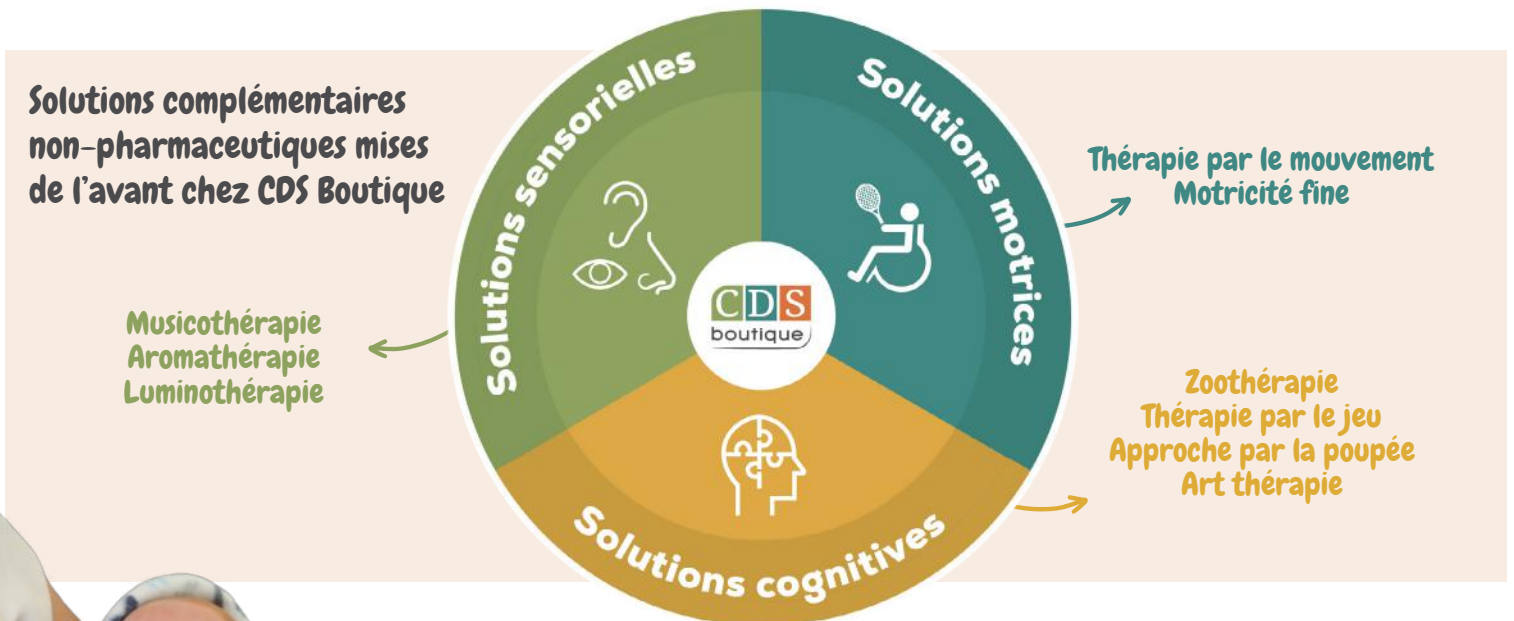 Solutions complémentaires
non-pharmaceutiques mises
de l'avant chez CDS Boutique
Solutions sensorielles
Musicothérapie
Aromathérapie
Luminothérapie
CDS
boutique
Solutions motrices
Thérapie par le mouvement
Motricité fine
Solutions cognitives
Zoothérapie
Thérapie par le jeu
Approche par la poupée
Art thérapie